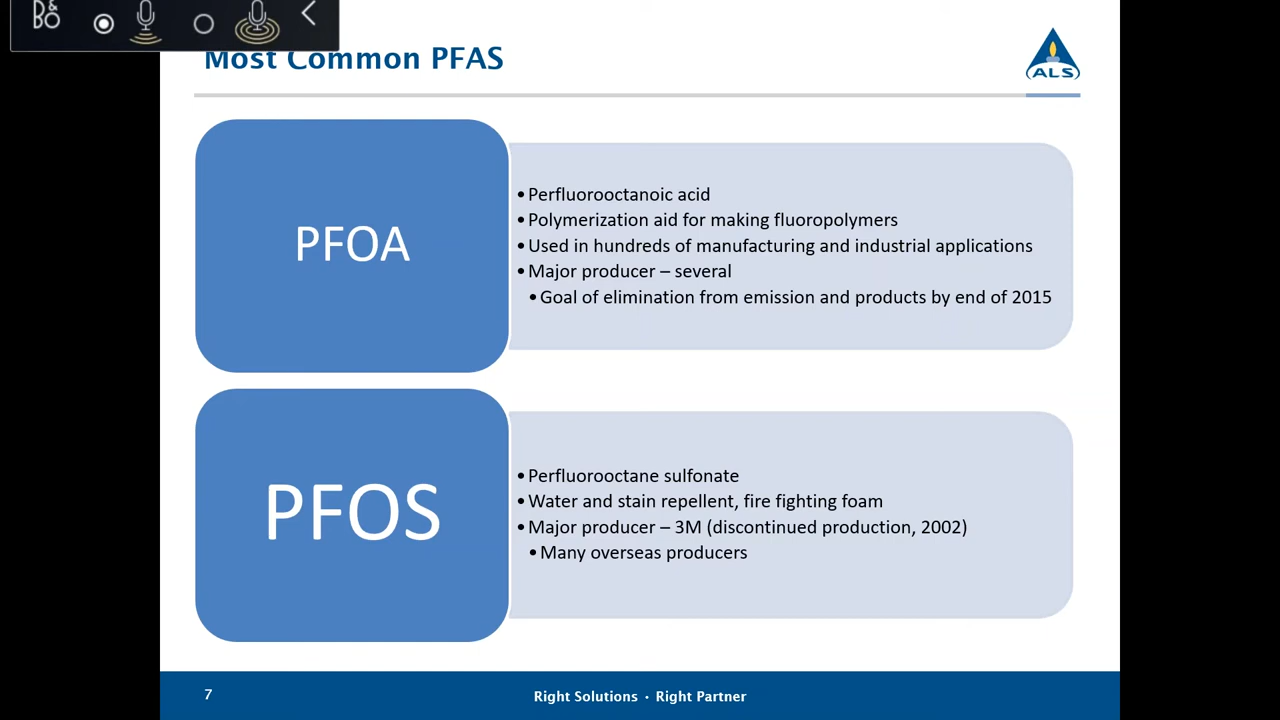 B&O
Most Common PFAS
ALS
PFOA
•Perfluorooctanoic acid
•Polymerization aid for making fluoropolymers
•Used in hundreds of manufacturing and industrial applications
•Major producer – several
•Goal of elimination from emission and products by end of 2015
PFOS
•Perfluorooctane sulfonate
•Water and stain repellent, fire fighting foam
•Major producer – 3M (discontinued production, 2002)
•Many overseas producers
7
Right Solutions · Right Partner